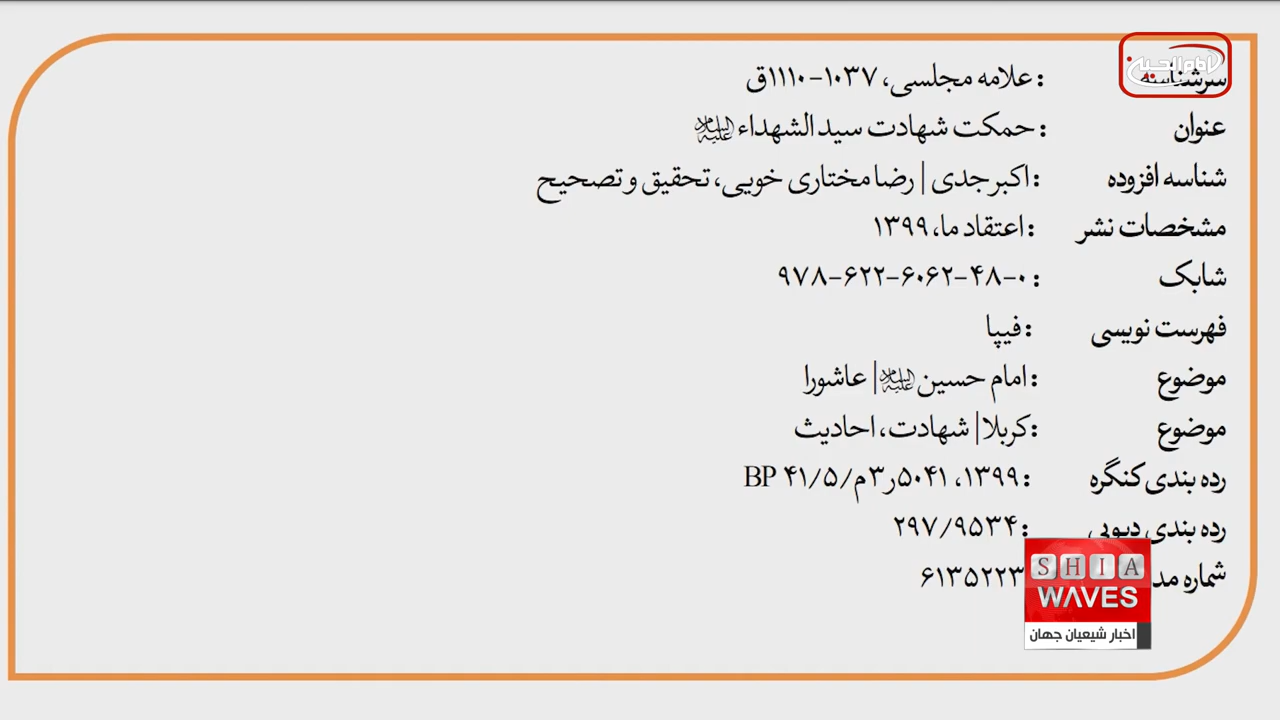 سرشناسه : علامه مجلسی، ۱۰۳۷-۱۱۱۰ق
عنوان : حمکت شهادت سید الشهداء علیه‌السلام
شناسه افزوده : اکبر جدی | رضا مختاری خویی، تحقیق و تصحیح
مشخصات نشر : اعتقاد ما، ۱۳۹۹
شابک : ۹۷۸-۶۲۲-۶۰۶۲-۴۸-۰
فهرست نویسی : فیپا
موضوع : امام حسین علیه‌السلام | عاشورا
موضوع : کربلا | شهادت، احادیث
رده بندی کنگره : ۱۳۹۹، ۵۰۴۱ر۳م/۴۱/۵ BP
رده بندی دیویی : ۲۹۷/۹۵۳۴
شماره ۶۱۳۵۲۲۳
SHIA
WAVES
اخبار شیعیان جهان